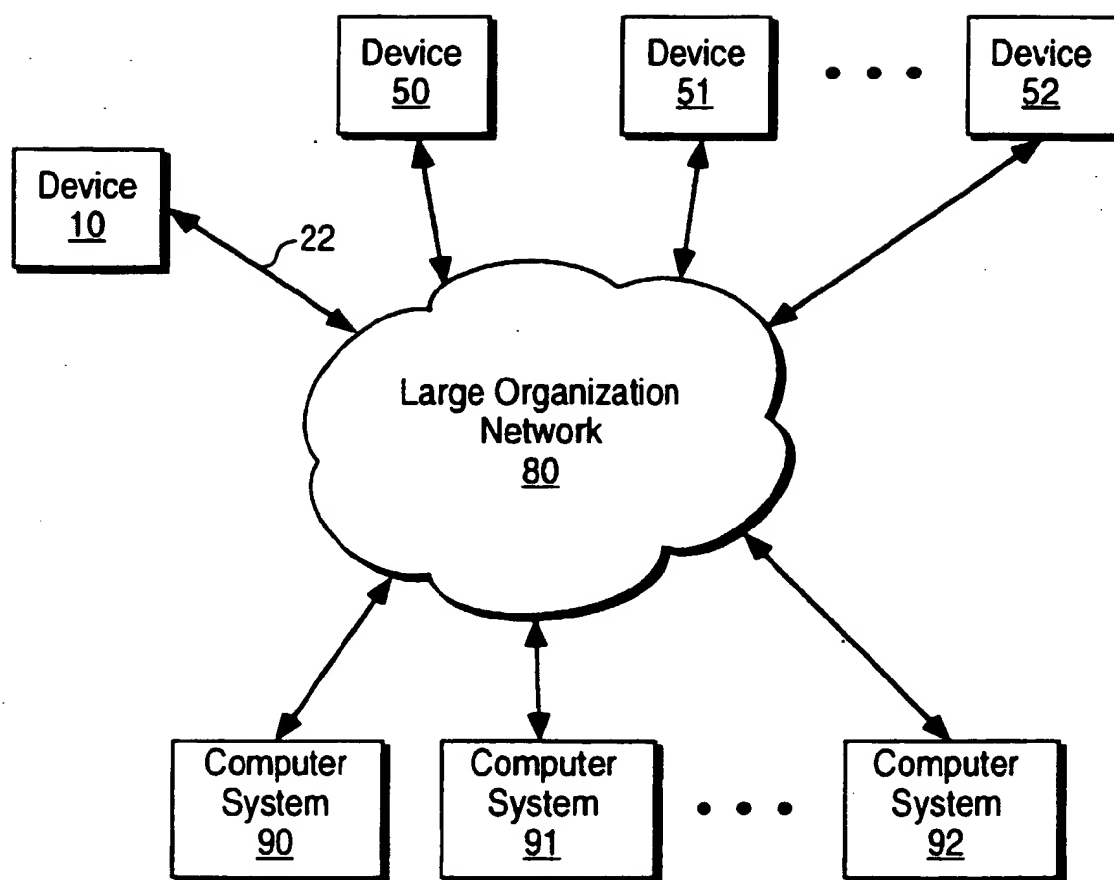 Device
50
Device
51
Device
52
Device
10
22
Large Organization
Network
80
Computer
System
90
Computer
System
91
Computer
System
92